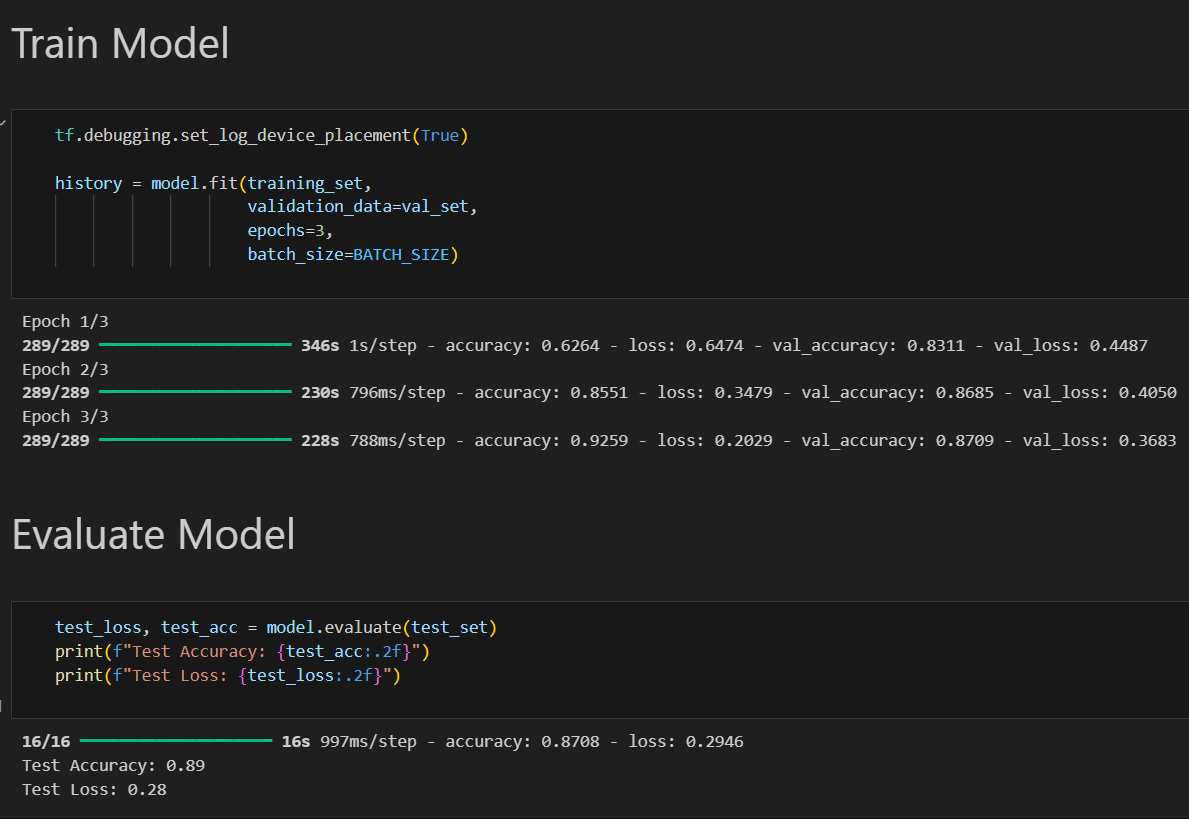 Train Model
tf.debugging.set_log_device_placement(True)
history = model.fit(training_set,
validation_data=val_set,
epochs=3,
batch_size=BATCH_SIZE)
Epoch 1/3
289/289 ━━━━━━━━━━━━━━━━━━━━ 346s 1s/step - accuracy: 0.6264 - loss: 0.6474 - val_accuracy: 0.8311 - val_loss: 0.4487
Epoch 2/3
289/289 ━━━━━━━━━━━━━━━━━━━━ 230s 796ms/step - accuracy: 0.8551 - loss: 0.3479 - val_accuracy: 0.8685 - val_loss: 0.4050
Epoch 3/3
289/289 ━━━━━━━━━━━━━━━━━━━━ 228s 788ms/step - accuracy: 0.9259 - loss: 0.2029 - val_accuracy: 0.8709 - val_loss: 0.3683
Evaluate Model
test_loss, test_acc = model.evaluate(test_set)
print(f"Test Accuracy: {test_acc:.2f}")
print(f"Test Loss: {test_loss:.2f}")
16/16 ━━━━━━━━━━━━━━━━━━━━ 16s 997ms/step - accuracy: 0.8708 - loss: 0.2946
Test Accuracy: 0.89
Test Loss: 0.28